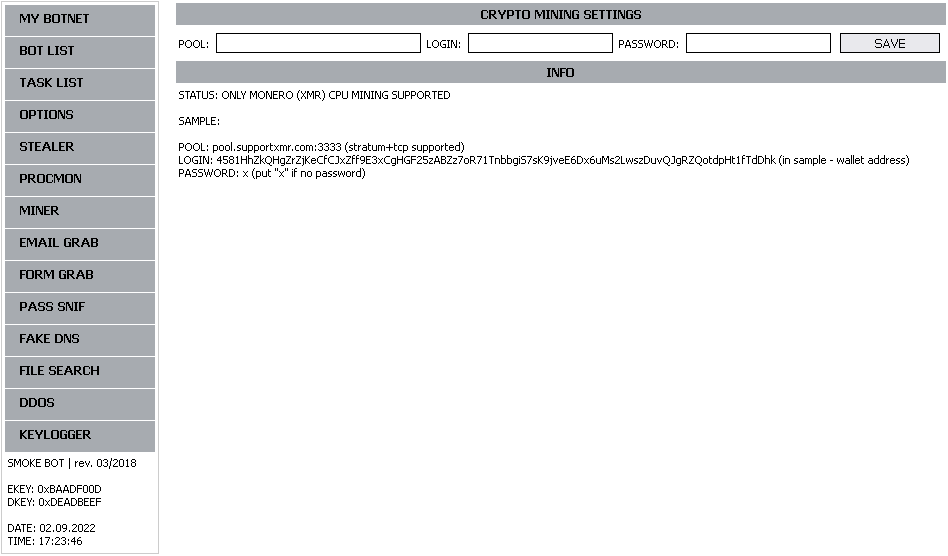 MY BOTNET
BOT LIST
TASK LIST
OPTIONS
STEALER
PROCMON
MINER
EMAIL GRAB
FORM GRAB
PASS SNIF
FAKE DNS
FILE SEARCH
DDOS
KEYLOGGER
SMOKE BOT | rev. 03/2018
EKEY: 0xBAADF00D
DKEY: 0xDEADBEEF
DATE: 02.09.2022
TIME: 17:23:46
CRYPTO MINING SETTINGS
POOL: LOGIN: PASSWORD: SAVE
INFO
STATUS: ONLY MONERO (XMR) CPU MINING SUPPORTED
SAMPLE:
POOL: pool.supportxmr.com:3333 (stratum+tcp supported)
LOGIN: 4581HhZkQHgZrZjKeCfCJxZff9E3xCgHGF25zABZz7oR71TnbbgiS7sK9jveE6Dx6uMs2LwszDuvQJgRZQotdpHt1fTdDhk (in sample - wallet address)
PASSWORD: x (put "x" if no password)